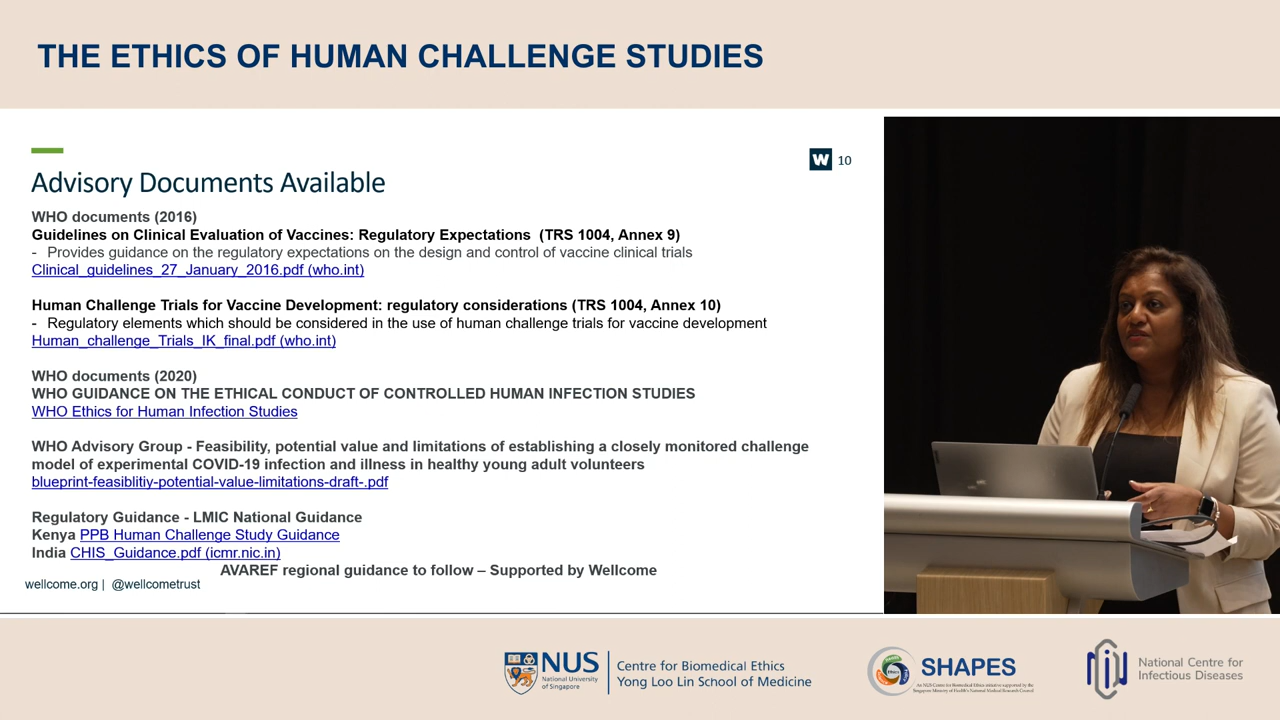 THE ETHICS OF HUMAN CHALLENGE STUDIES
W 10
Advisory Documents Available
WHO documents (2016)
Guidelines on Clinical Evaluation of Vaccines: Regulatory Expectations (TRS 1004, Annex 9)
- Provides guidance on the regulatory expectations on the design and control of vaccine clinical trials
Clinical_guidelines_27_January_2016.pdf (who.int)
Human Challenge Trials for Vaccine Development: regulatory considerations (TRS 1004, Annex 10)
- Regulatory elements which should be considered in the use of human challenge trials for vaccine development
Human_challenge_Trials_IK_final.pdf (who.int)
WHO documents (2020)
WHO GUIDANCE ON THE ETHICAL CONDUCT OF CONTROLLED HUMAN INFECTION STUDIES
WHO Ethics for Human Infection Studies
WHO Advisory Group - Feasibility, potential value and limitations of establishing a closely monitored challenge
model of experimental COVID-19 infection and illness in healthy young adult volunteers
blueprint-feasiblitiy-potential-value-limitations-draft-.pdf
Regulatory Guidance - LMIC National Guidance
Kenya PPB Human Challenge Study Guidance
India CHIS_Guidance.pdf (icmr.nic.in)
AVAREF regional guidance to follow – Supported by Wellcome
wellcome.org | @wellcometrust
NUS
National University
of Singapore
Centre for Biomedical Ethics
Yong Loo Lin School of Medicine
SHAPES
An NUS Centre for Biomedical Ethics initiative supported by the
Singapore Ministry of Health's National Medical Research Council
National Centre for
Infectious Diseases